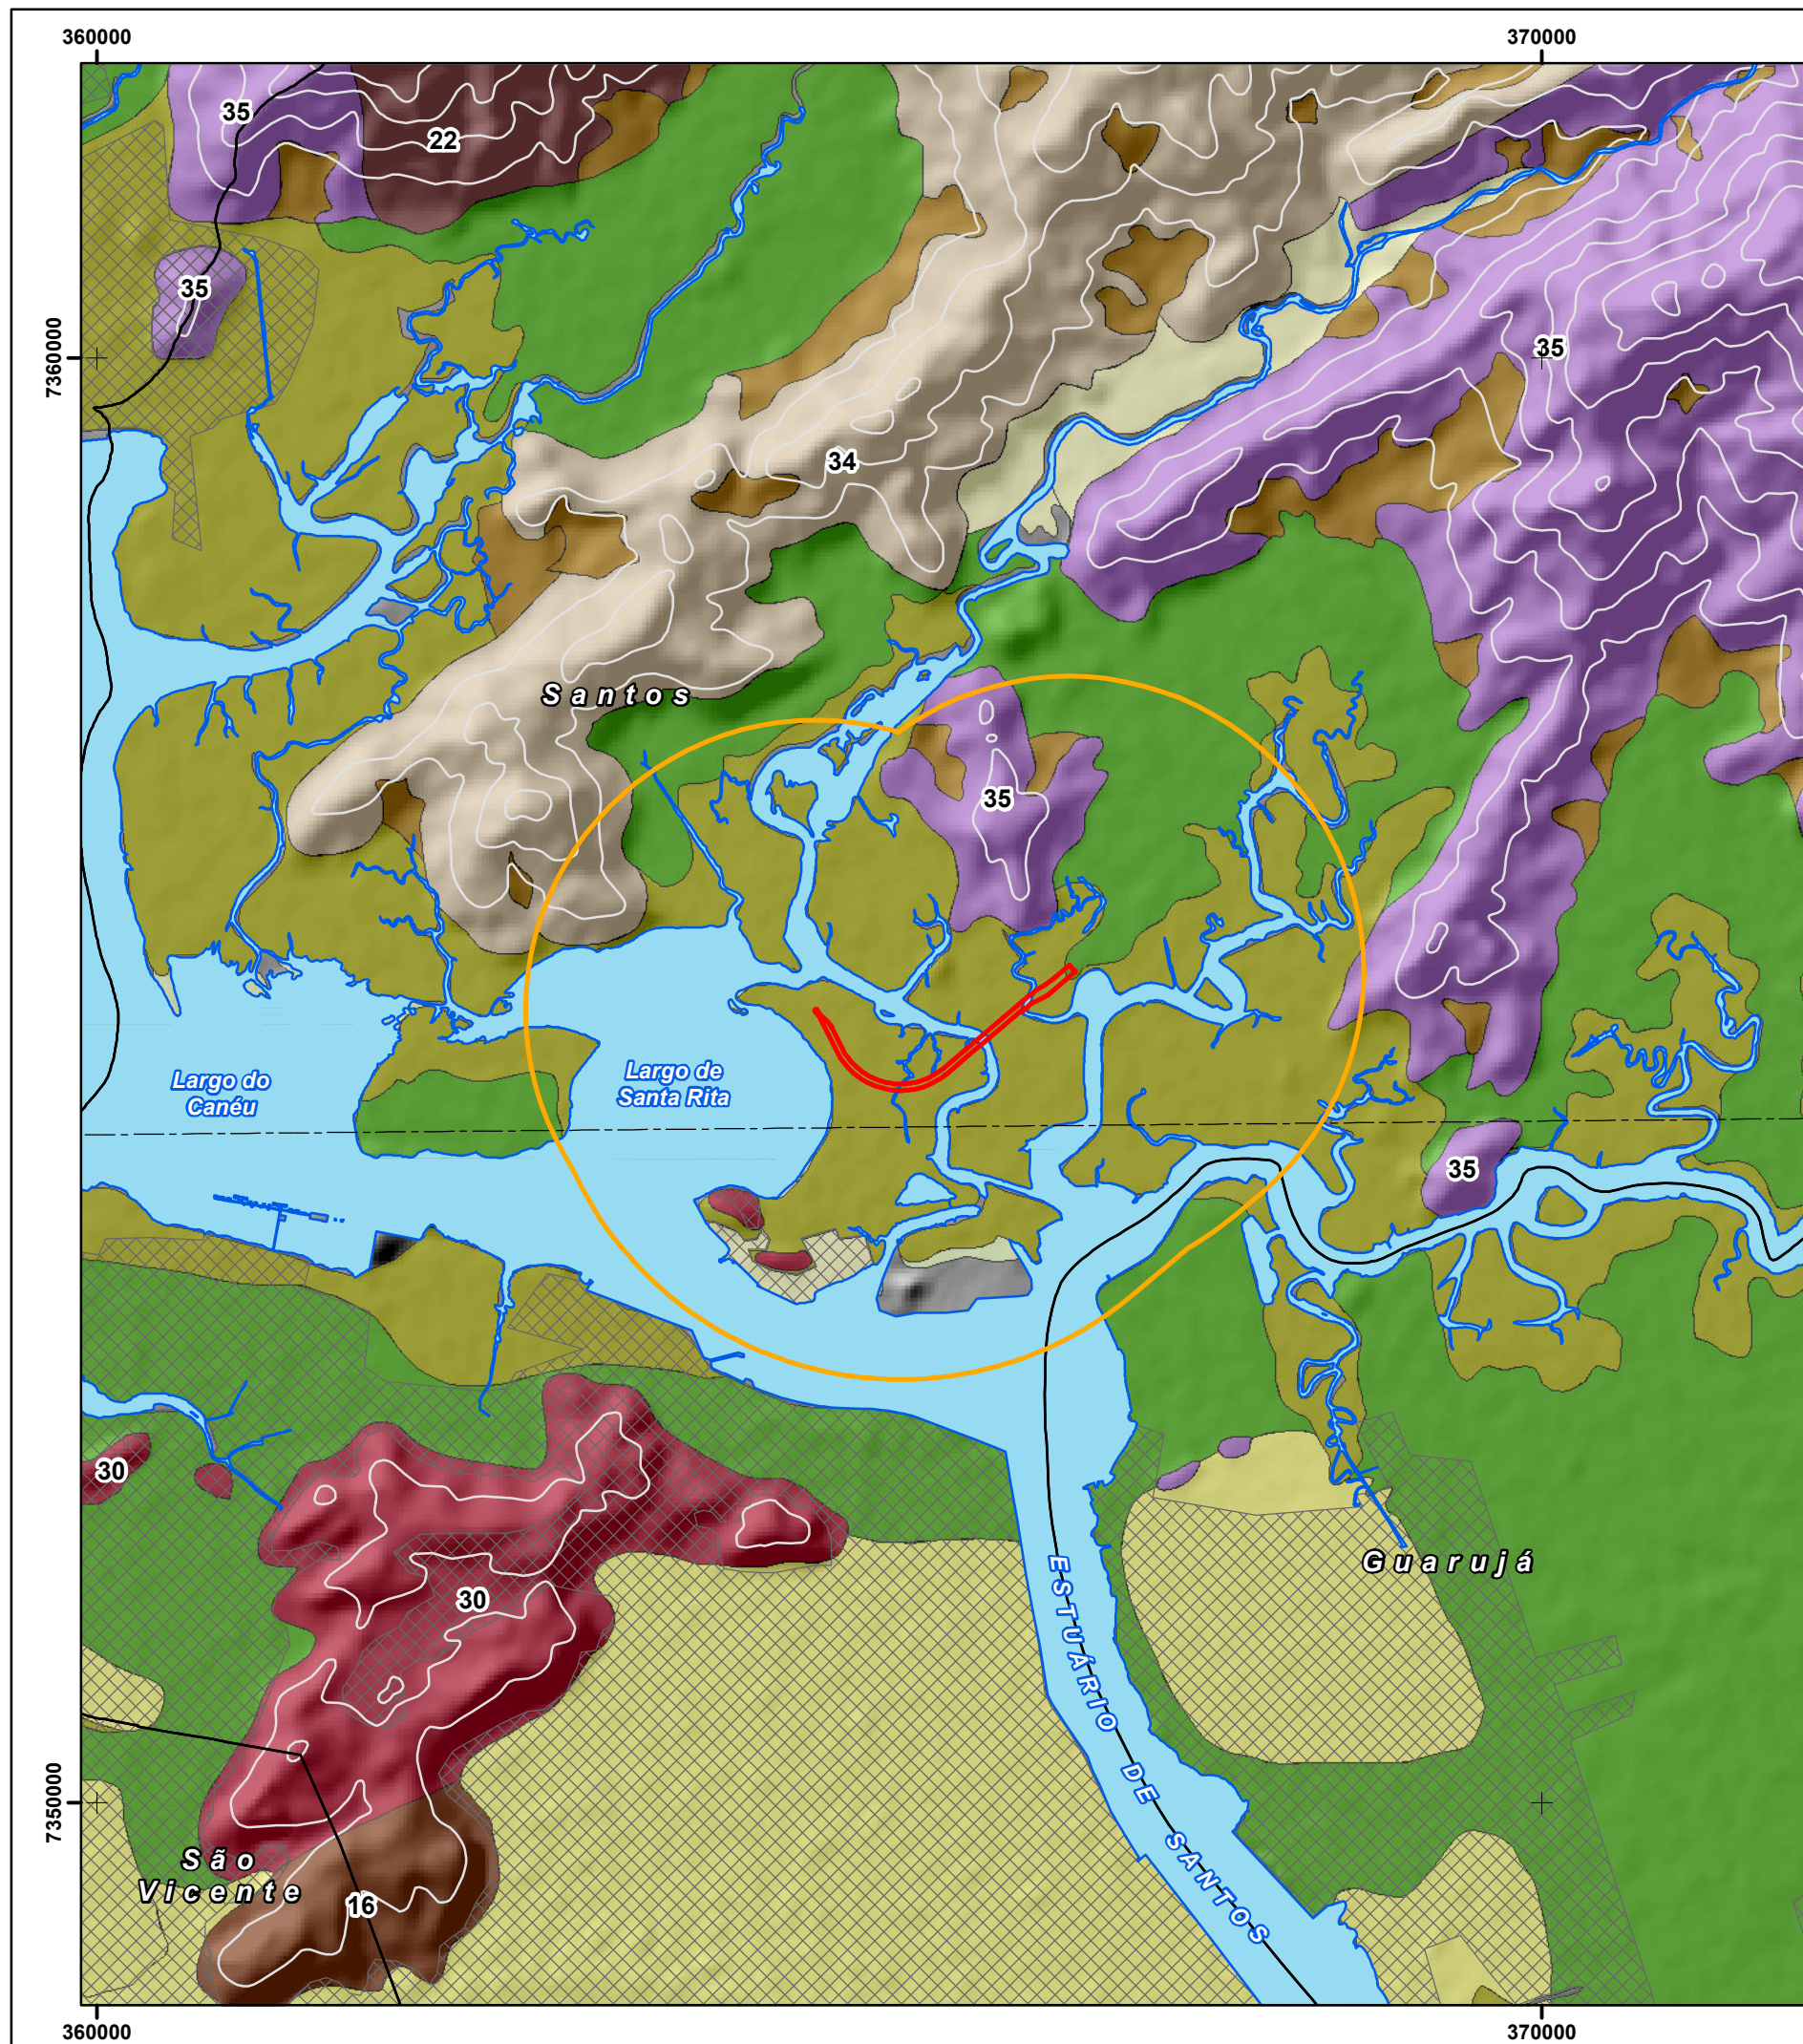 360000
370000
35
22
35
7360000
35
34
Santos
35
Largo do
Canéu
Largo de
Santa Rita
35
30
30
Guarujá
ESTUÁRIO DE SANTOS
7350000
São
Vicente
16
360000
370000